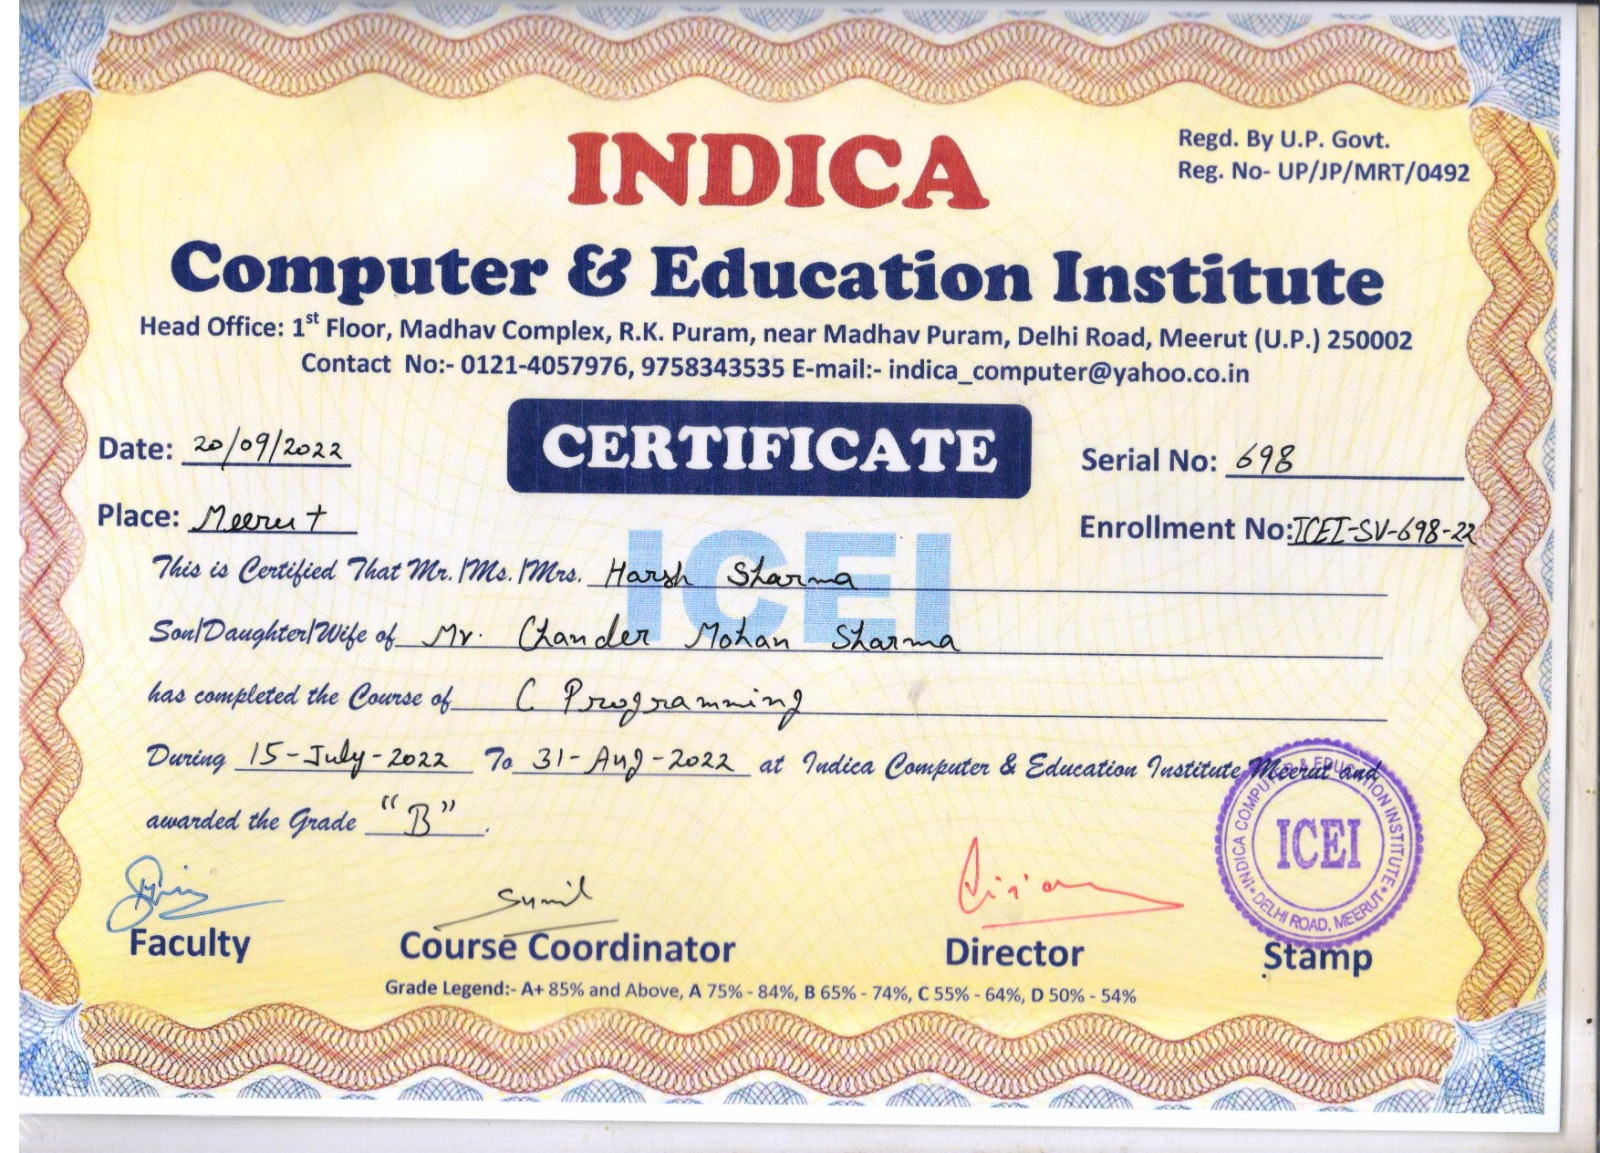 Regd. By U.P. Govt.
Reg. No- UP/JP/MRT/0492
INDICA
Computer & Education Institute
Head Office: 1st Floor, Madhav Complex, R.K. Puram, near Madhav Puram, Delhi Road, Meerut (U.P.) 250002
Contact No:- 0121-4057976, 9758343535 E-mail:- indica_computer@yahoo.co.in
CERTIFICATE
Date: 20/09/2022
Serial No: 698
Place: Meerut
Enrollment No: ICEI-SV-698-22
ICEI
This is Certified That Mr./Ms./Mrs. Harsh Sharma
Son/Daughter/Wife of Mr. Chander Mohan Sharma
has completed the Course of C Programming
During 15-July-2022 To 31-Aug-2022 at Indica Computer & Education Institute Meerut and
awarded the Grade "B".
INDICA COMPUTER & EDUCATION INSTITUTE
ICEI
DELHI ROAD, MEERUT
Sunil
Faculty
Course Coordinator
Director
Stamp
Grade Legend:- A+ 85% and Above, A 75% - 84%, B 65% - 74%, C 55% - 64%, D 50% - 54%